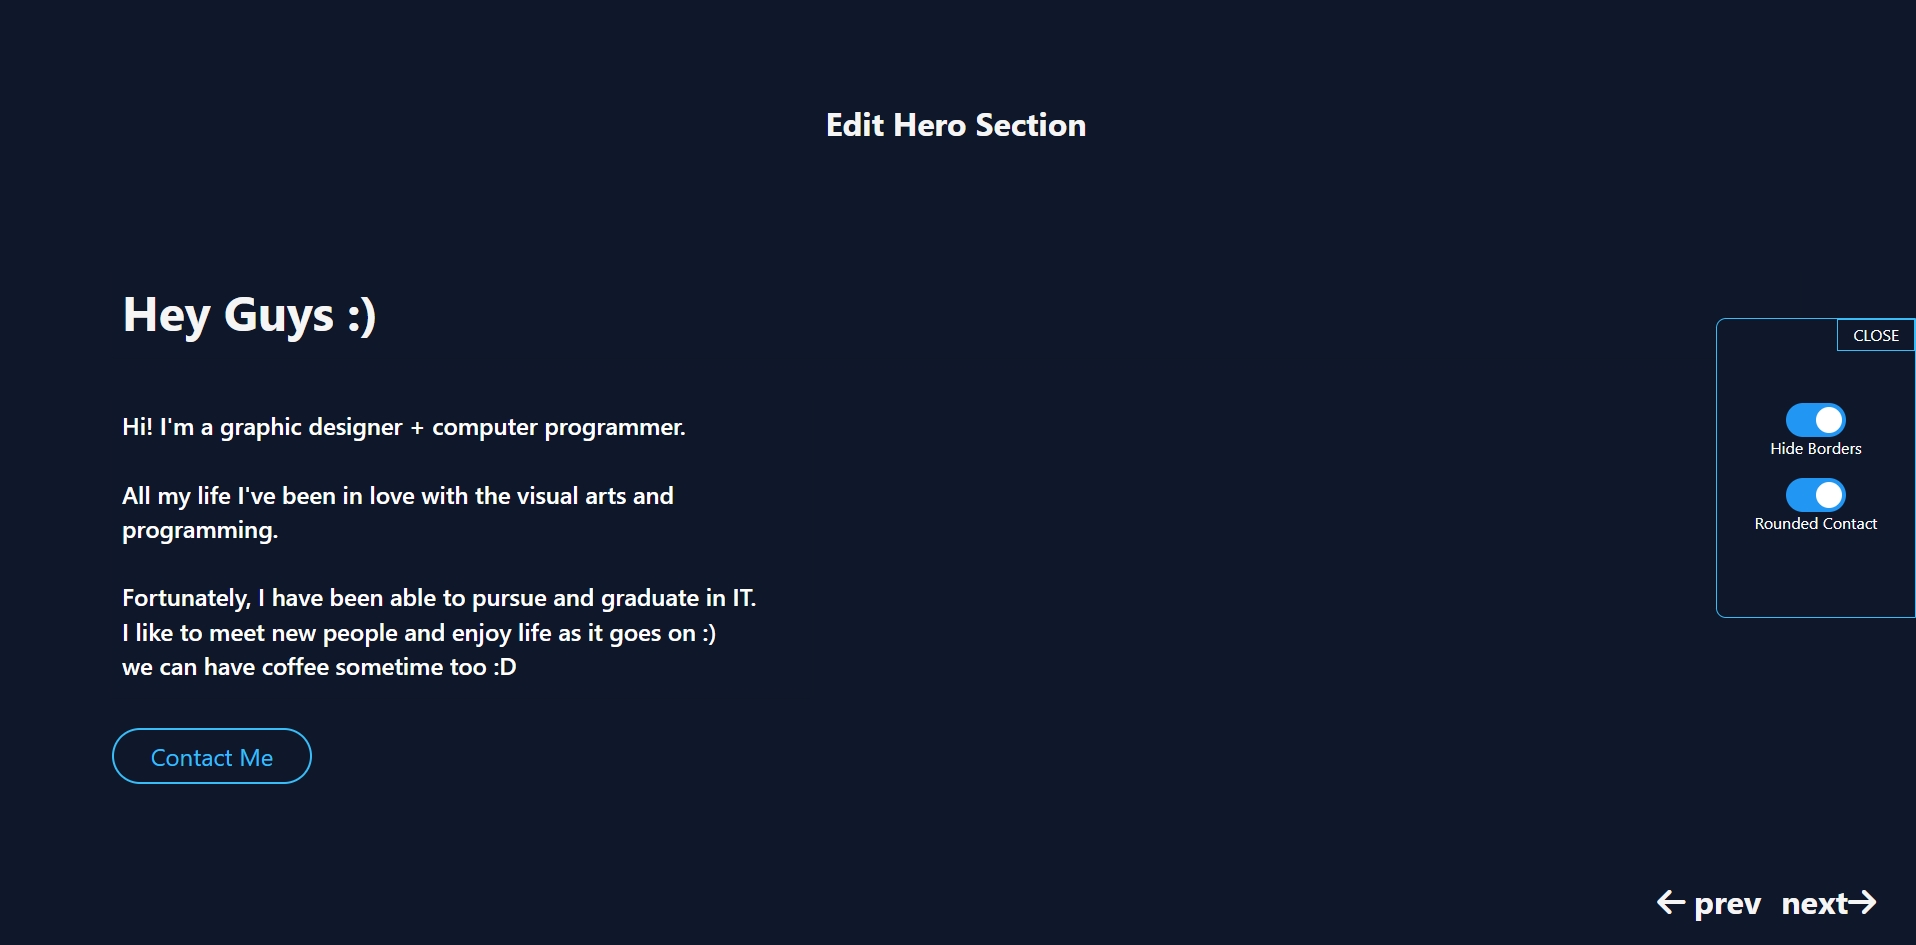 Edit Hero Section
Hey Guys :)
Hi! I'm a graphic designer + computer programmer.
All my life I've been in love with the visual arts and
programming.
Fortunately, I have been able to pursue and graduate in IT.
I like to meet new people and enjoy life as it goes on :)
we can have coffee sometime too :D
Contact Me
CLOSE
Hide Borders
Rounded Contact
prev next